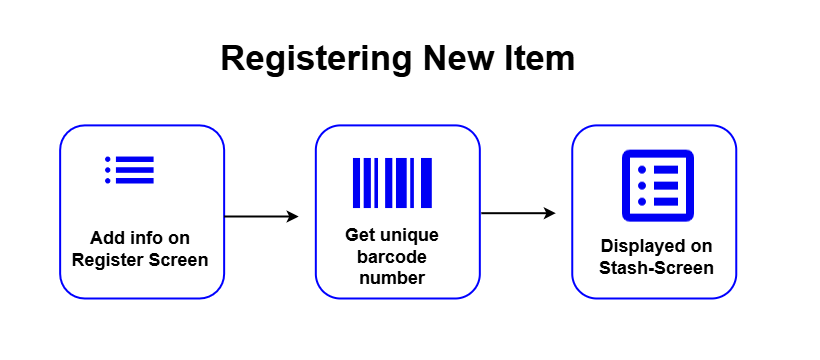 Registering New Item
Add info on
Register Screen
Get unique
barcode
number
Displayed on
Stash-Screen